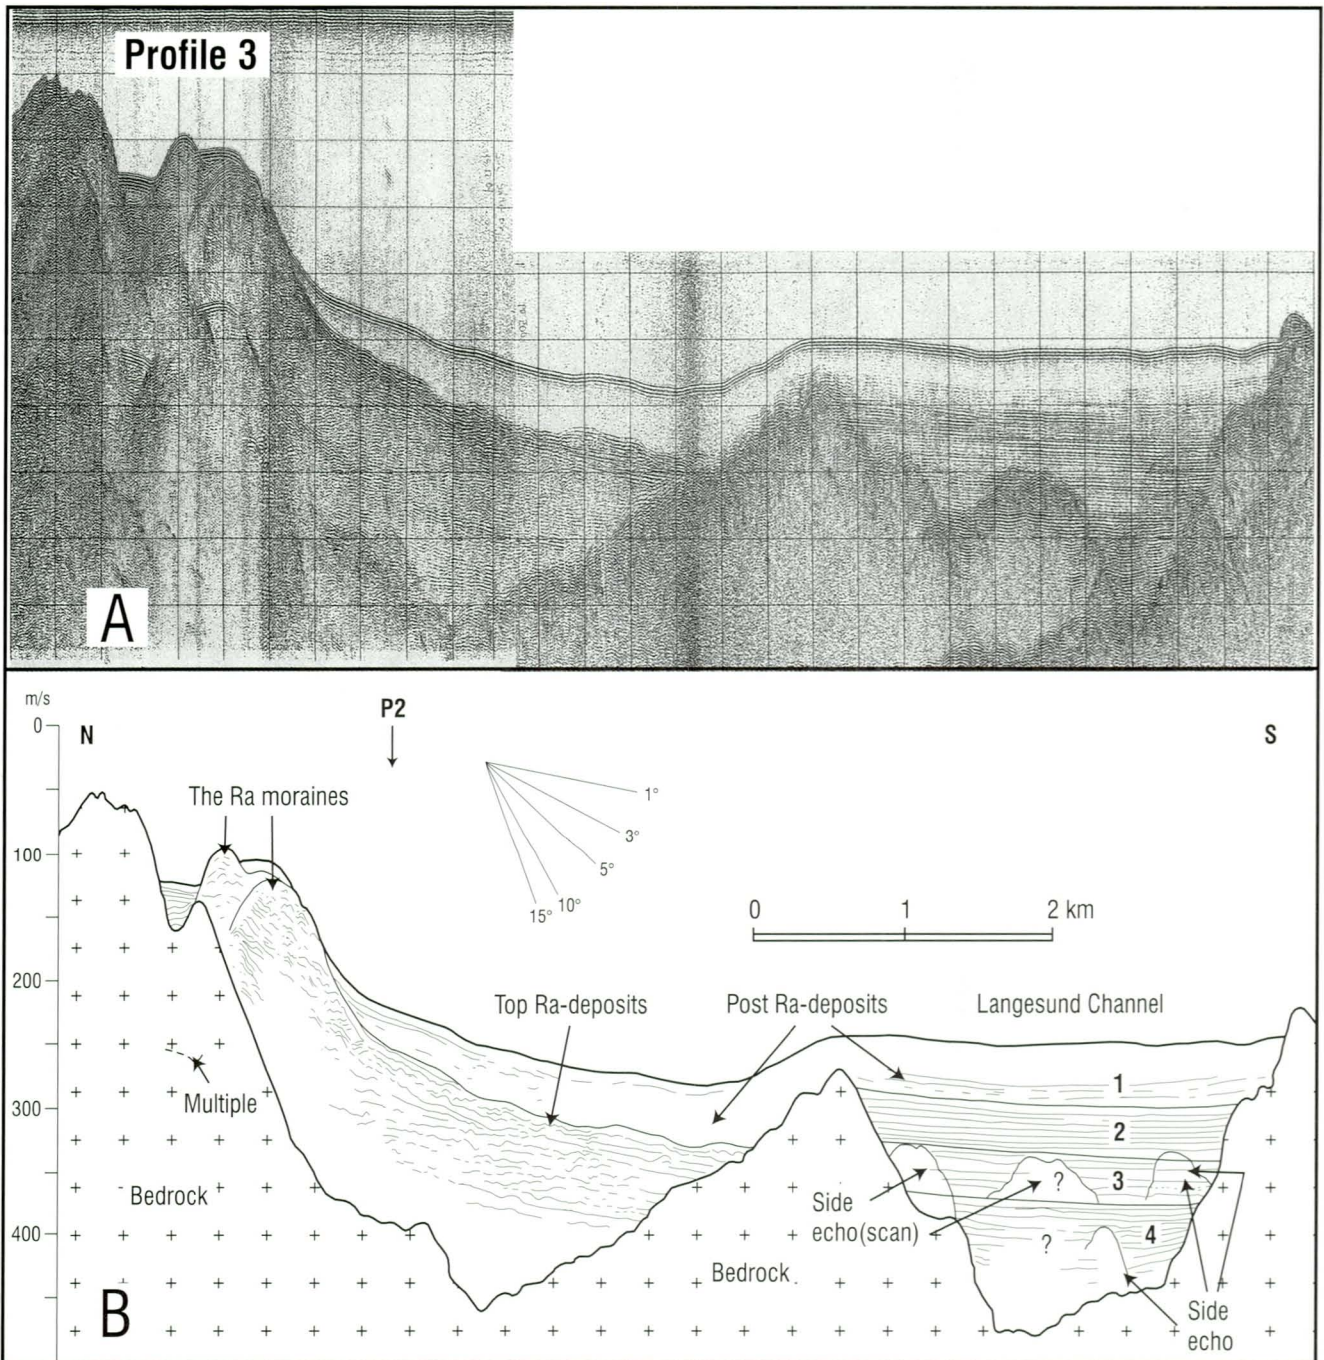 Profile 3
A
m/s
P2
0
N
S
The Ra moraines
1°
3°
5°
10°
15°
100
0 1 2 km
200
Top Ra-deposits
Post Ra-deposits
Langesund Channel
Multiple
1
300
2
3
?
Bedrock
Side
echo(scan)
4
400
?
Bedrock
Side
echo
B